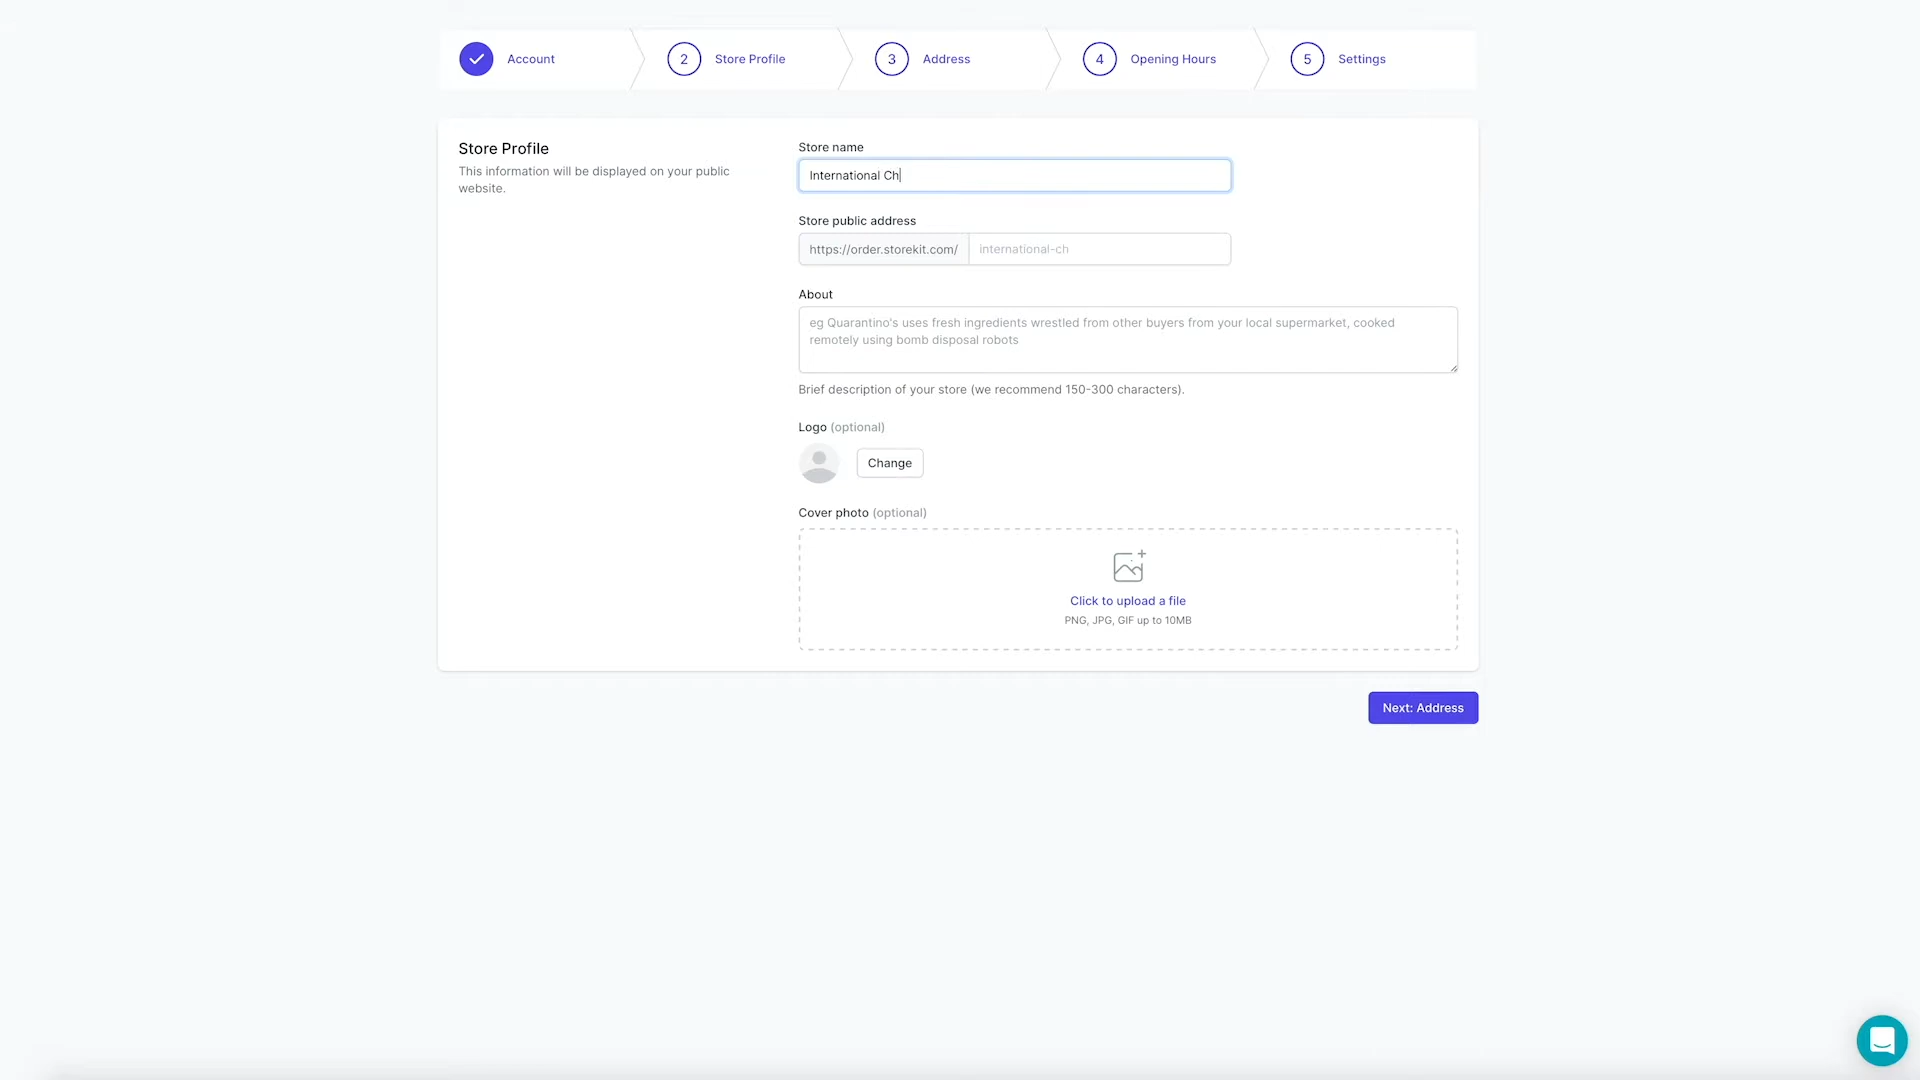 Account
2 Store Profile
3 Address
4 Opening Hours
5 Settings
Store Profile
This information will be displayed on your public
website.
Store name
International Ch
Store public address
https://order.storekit.com/ international-ch
About
eg Quarantino's uses fresh ingredients wrestled from other buyers from your local supermarket, cooked
remotely using bomb disposal robots
Brief description of your store (we recommend 150-300 characters).
Logo (optional)
Change
Cover photo (optional)
Click to upload a file
PNG, JPG, GIF up to 10MB
Next: Address